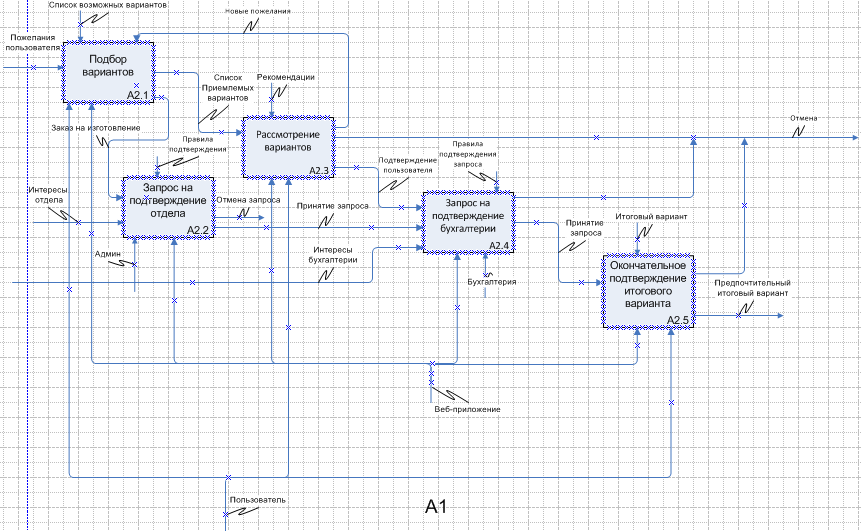 Список возможных вариантов
Новые пожелания
Пожелания
пользователя
Подбор
вариантов
A2.1
Список
Приемлемых
вариантов
Рекомендации
Заказ на изготовление
Правила
подтверждения
Рассмотрение
вариантов
A2.3
Отмена
Правила
подтверждения
запроса
Подтверждение
пользователя
Интересы
отдела
Запрос на
подтверждение
отдела
A2.2
Отмена запроса
Принятие запроса
Запрос на
подтверждение
бухгалтерии
A2.4
Принятие
запроса
Итоговый вариант
Админ
Интересы
бухгалтерии
Бухгалтерия
Окончательное
подтверждение
итогового
варианта
A2.5
Предпочтительный
итоговый вариант
Веб-приложение
Пользователь
A1